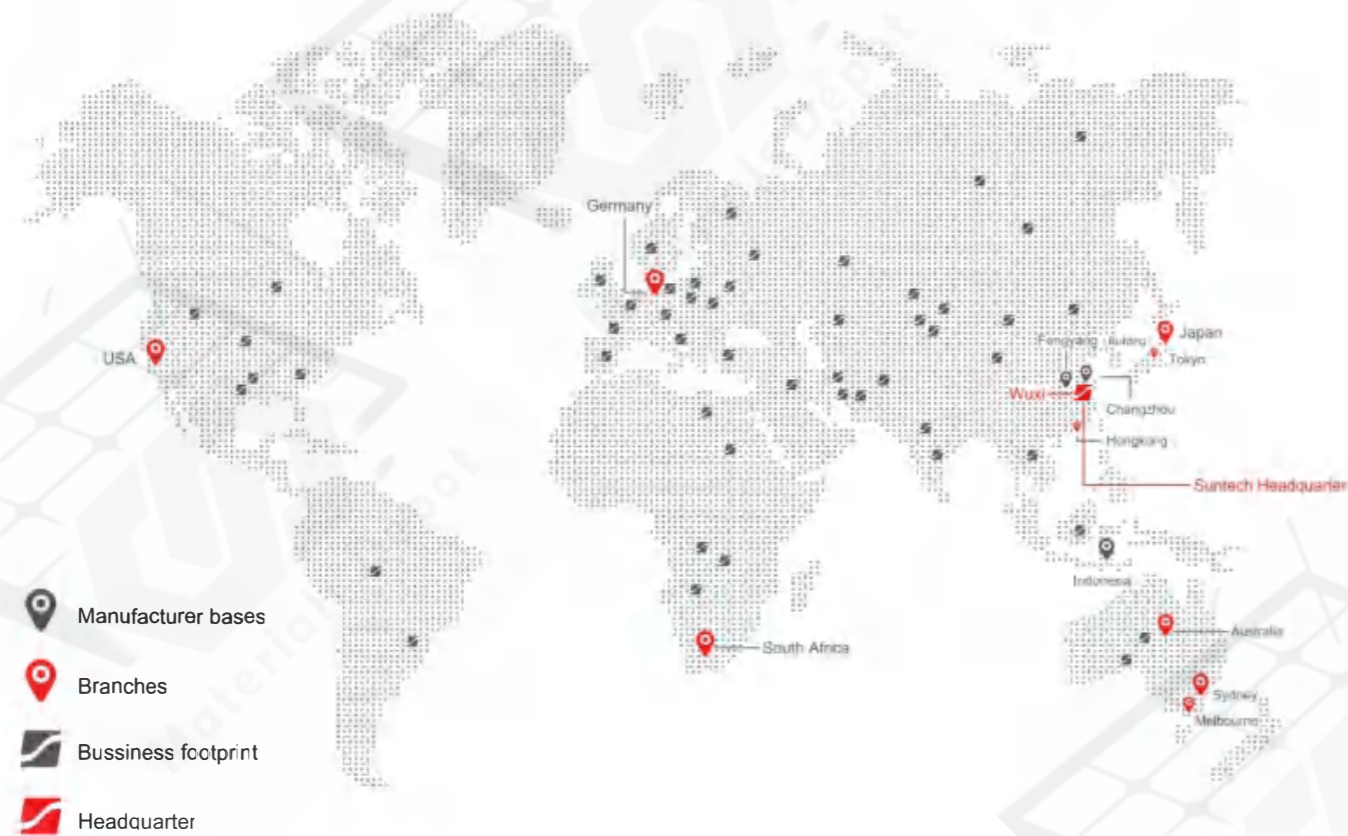 Germany
USA
Fengyang
Japan
Tokyo
Wuxi
Changzhou
Hongkong
Suntech Headquarter
Indonesia
South Africa
Australia
Sydney
Melbourne
Manufacturer bases
Branches
Bussiness footprint
Headquarter